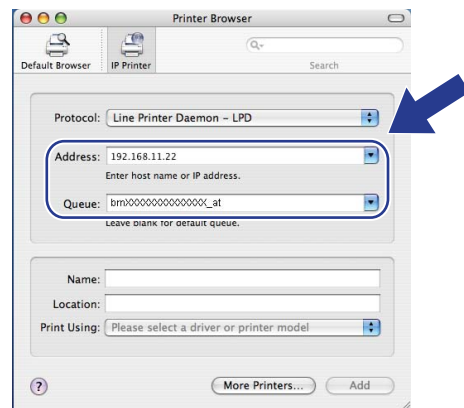 Printer Browser
Default Browser
IP Printer
Search
Protocol: Line Printer Daemon – LPD
Address: 192.168.11.22
Enter host name or IP address.
Queue: brnXXXXXXXXXXXXX_at
Leave blank for default queue.
Name:
Location:
Print Using: Please select a driver or printer model
?
More Printers...
Add